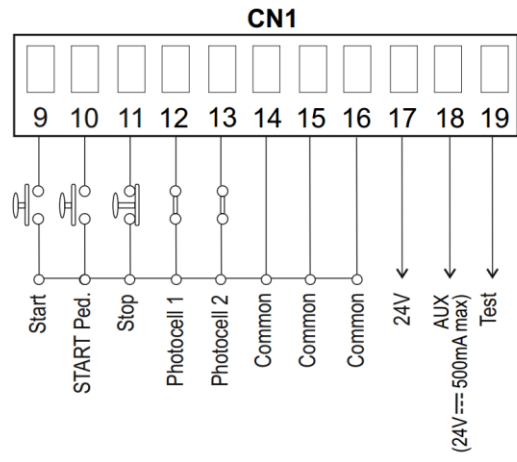 CN1
9 10 11 12 13 14 15 16 17 18 19
Start
START Ped.
Stop
Photocell 1
Photocell 2
Common
Common
Common
24V
AUX
(24V⎓ 500mA max)
Test